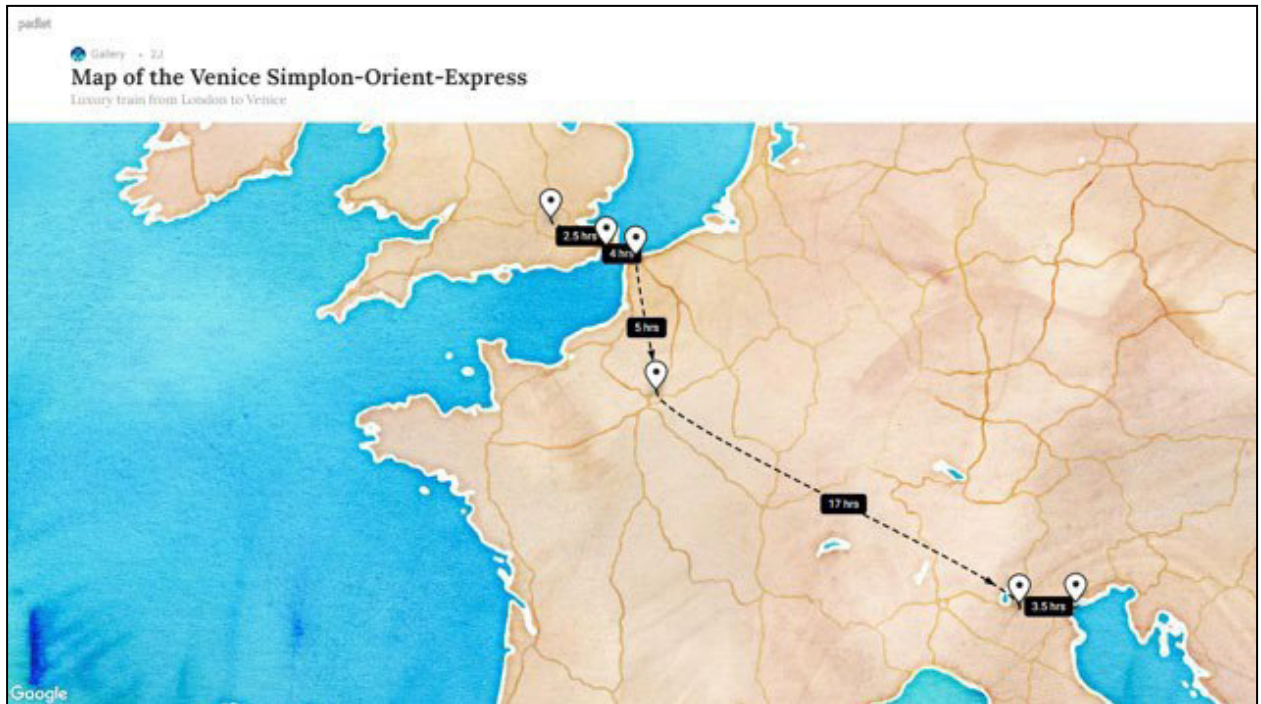 padlet
Gallery • 2J
Map of the Venice Simplon-Orient-Express
Luxury train from London to Venice
2.5 hrs
4 hrs
5 hrs
17 hrs
3.5 hrs
Google